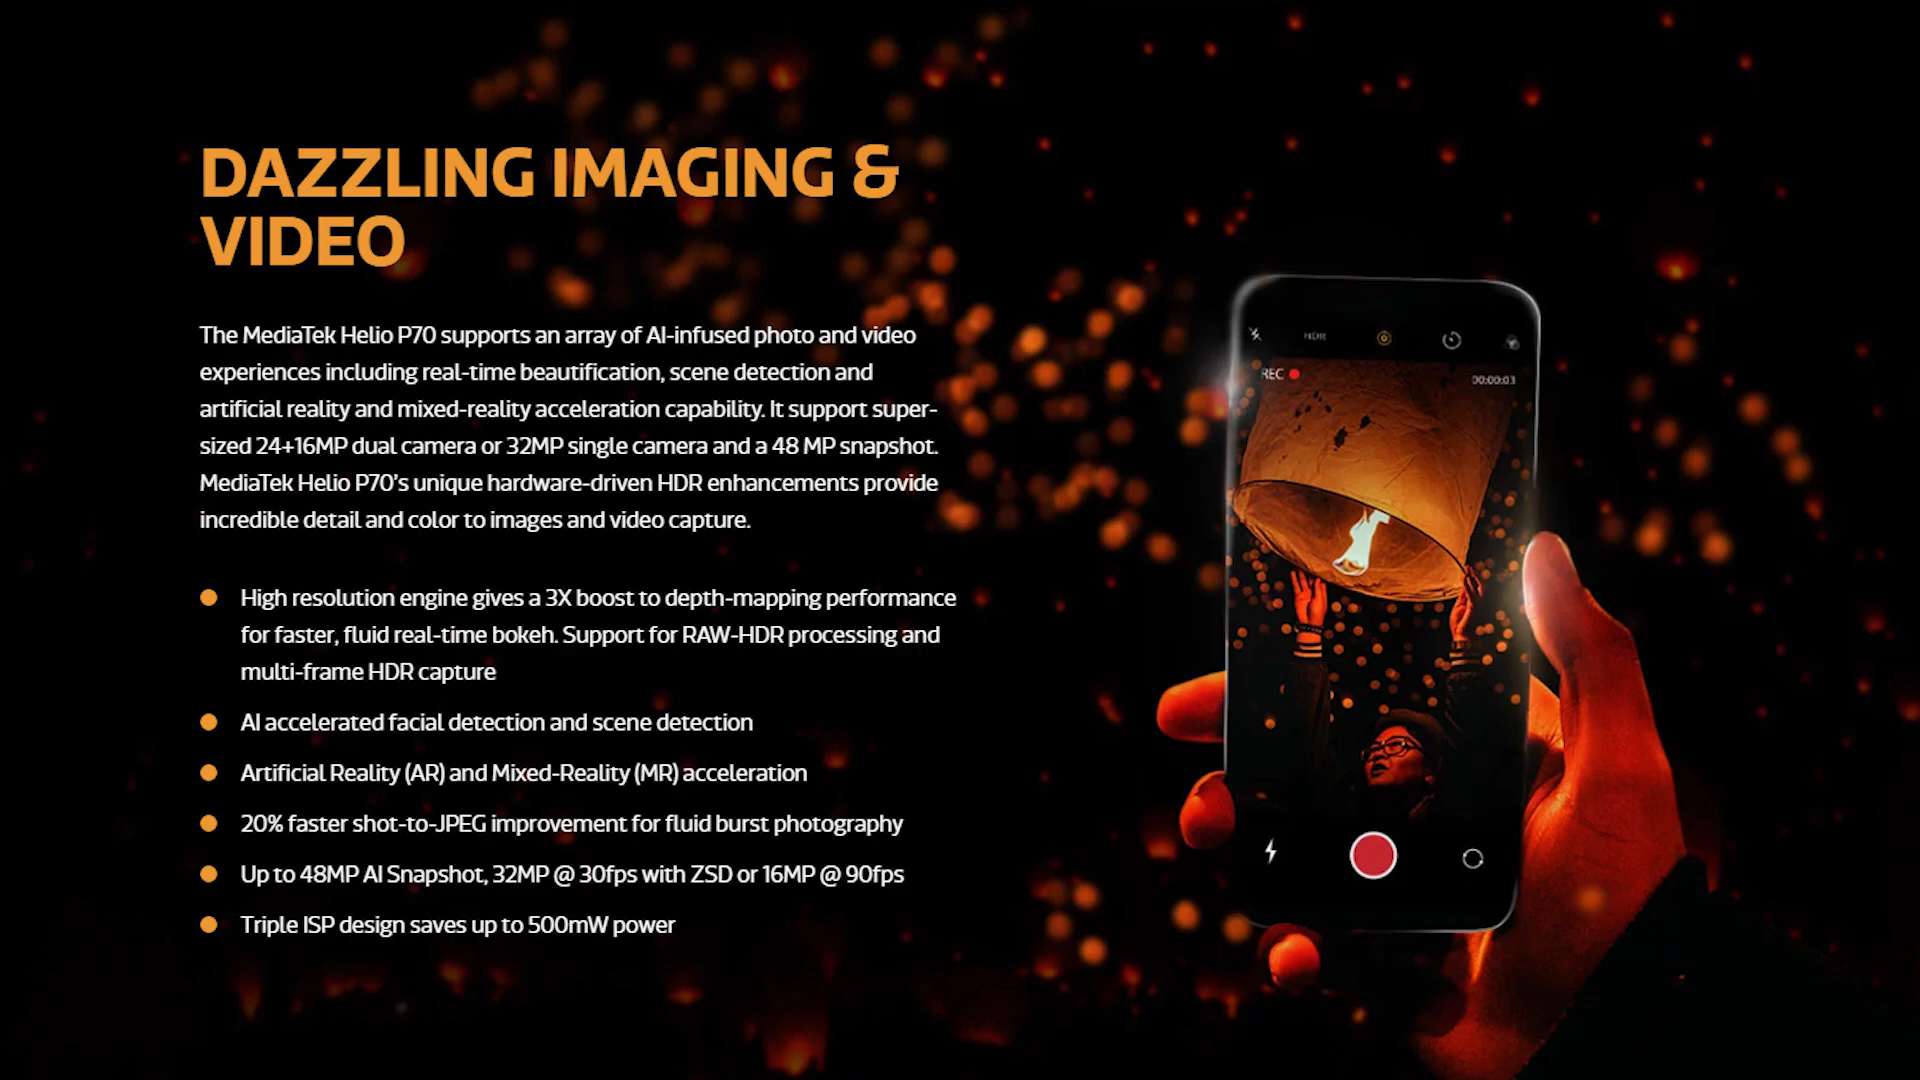 DAZZLING IMAGING &
VIDEO
The MediaTek Helio P70 supports an array of AI-infused photo and video
experiences including real-time beautification, scene detection and
artificial reality and mixed-reality acceleration capability. It support super-
sized 24+16MP dual camera or 32MP single camera and a 48 MP snapshot.
MediaTek Helio P70's unique hardware-driven HDR enhancements provide
incredible detail and color to images and video capture.
High resolution engine gives a 3X boost to depth-mapping performance
for faster, fluid real-time bokeh. Support for RAW-HDR processing and
multi-frame HDR capture
AI accelerated facial detection and scene detection
Artificial Reality (AR) and Mixed-Reality (MR) acceleration
20% faster shot-to-JPEG improvement for fluid burst photography
Up to 48MP AI Snapshot, 32MP @ 30fps with ZSD or 16MP @ 90fps
Triple ISP design saves up to 500mW power
HDR
REC
00:00:03